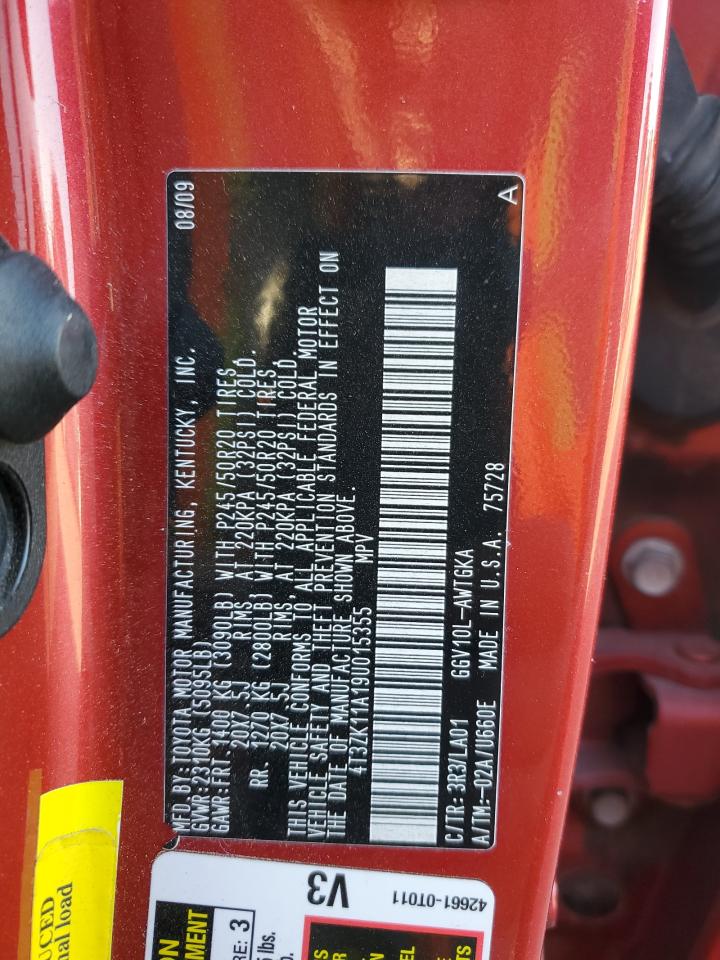 MFD BY:TOYOTA MOTOR MANUFACTURING, KENTUCKY, INC. 08/09
GVWR:2310KG (5095LB)
GAWR:FRT 1400 KG (3090LB) WITH P245/50R20 TIRES,
20X7.5J RIMS, AT 220KPA (32PSI) COLD.
RR 1270 KG (2800LB) WITH P245/50R20 TIRES,
20X7.5J RIMS, AT 220KPA (32PSI) COLD.
THIS VEHICLE CONFORMS TO ALL APPLICABLE FEDERAL MOTOR
VEHICLE SAFETY AND THEFT PREVENTION STANDARDS IN EFFECT ON
THE DATE OF MANUFACTURE SHOWN ABOVE.
4T3ZK11A19U015355 MPV
C/TR:3R3/LA01 GGV10L-AWTGKA
A/TM:-02A/U660E MADE IN U.S.A. 75728
A
V3
42661-0T011
UCED
nal load
ON
MENT
RE: 3
lbs.